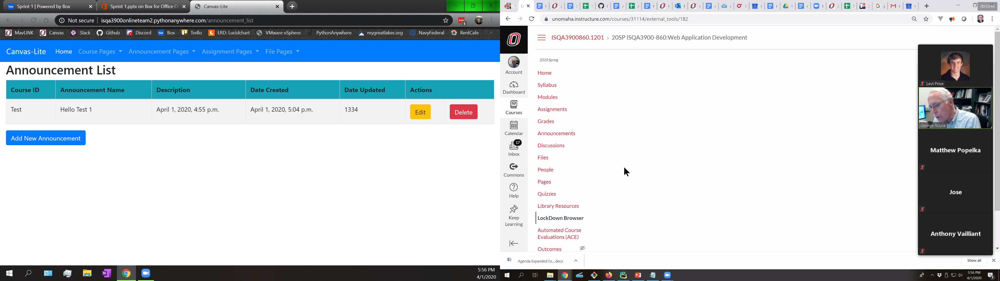 Sprint 1 | Powered by Box
Sprint 1.pptx on Box for Office O
Canvas-Lite
Not secure
isqa3900onlineteam2.pythonanywhere.com/announcement_list
1
MavLINK
Canvas
Slack
Github
Discord
Box
Trello
ERD: Lucidchart
VMware vSphere
PythonAnywhere
mygreatlakes.org
NavyFederal
RentCafe
Canvas-Lite
Home
Course Pages
Announcement Pages
Assignment Pages
File Pages
Announcement List
Course ID
Announcement Name
Description
Date Created
Date Updated
Actions
Test
Hello Test 1
April 1, 2020, 4:55 p.m.
April 1, 2020, 5:04 p.m.
1334
Edit
Delete
Add New Announcement
5:56 PM
4/1/2020
00:53:46
unomaha.instructure.com/courses/31114/external_tools/182
ISQA3900860.1201 › 20SP ISQA3900-860:Web Application Development
Account
Dashboard
Courses
Calendar
17
Inbox
Commons
Help
Keep
Learning
2020 Spring
Home
Syllabus
Modules
Assignments
Grades
Announcements
Discussions
Files
People
Pages
Quizzes
Library Resources
LockDown Browser
Automated Course
Evaluations (ACE)
Outcomes
Levi Price
George Royce
Matthew Popelka
Jose
Anthony Vailliant
Agenda Expanded Ex....docx
Show all
5:56 PM
4/1/2020
3